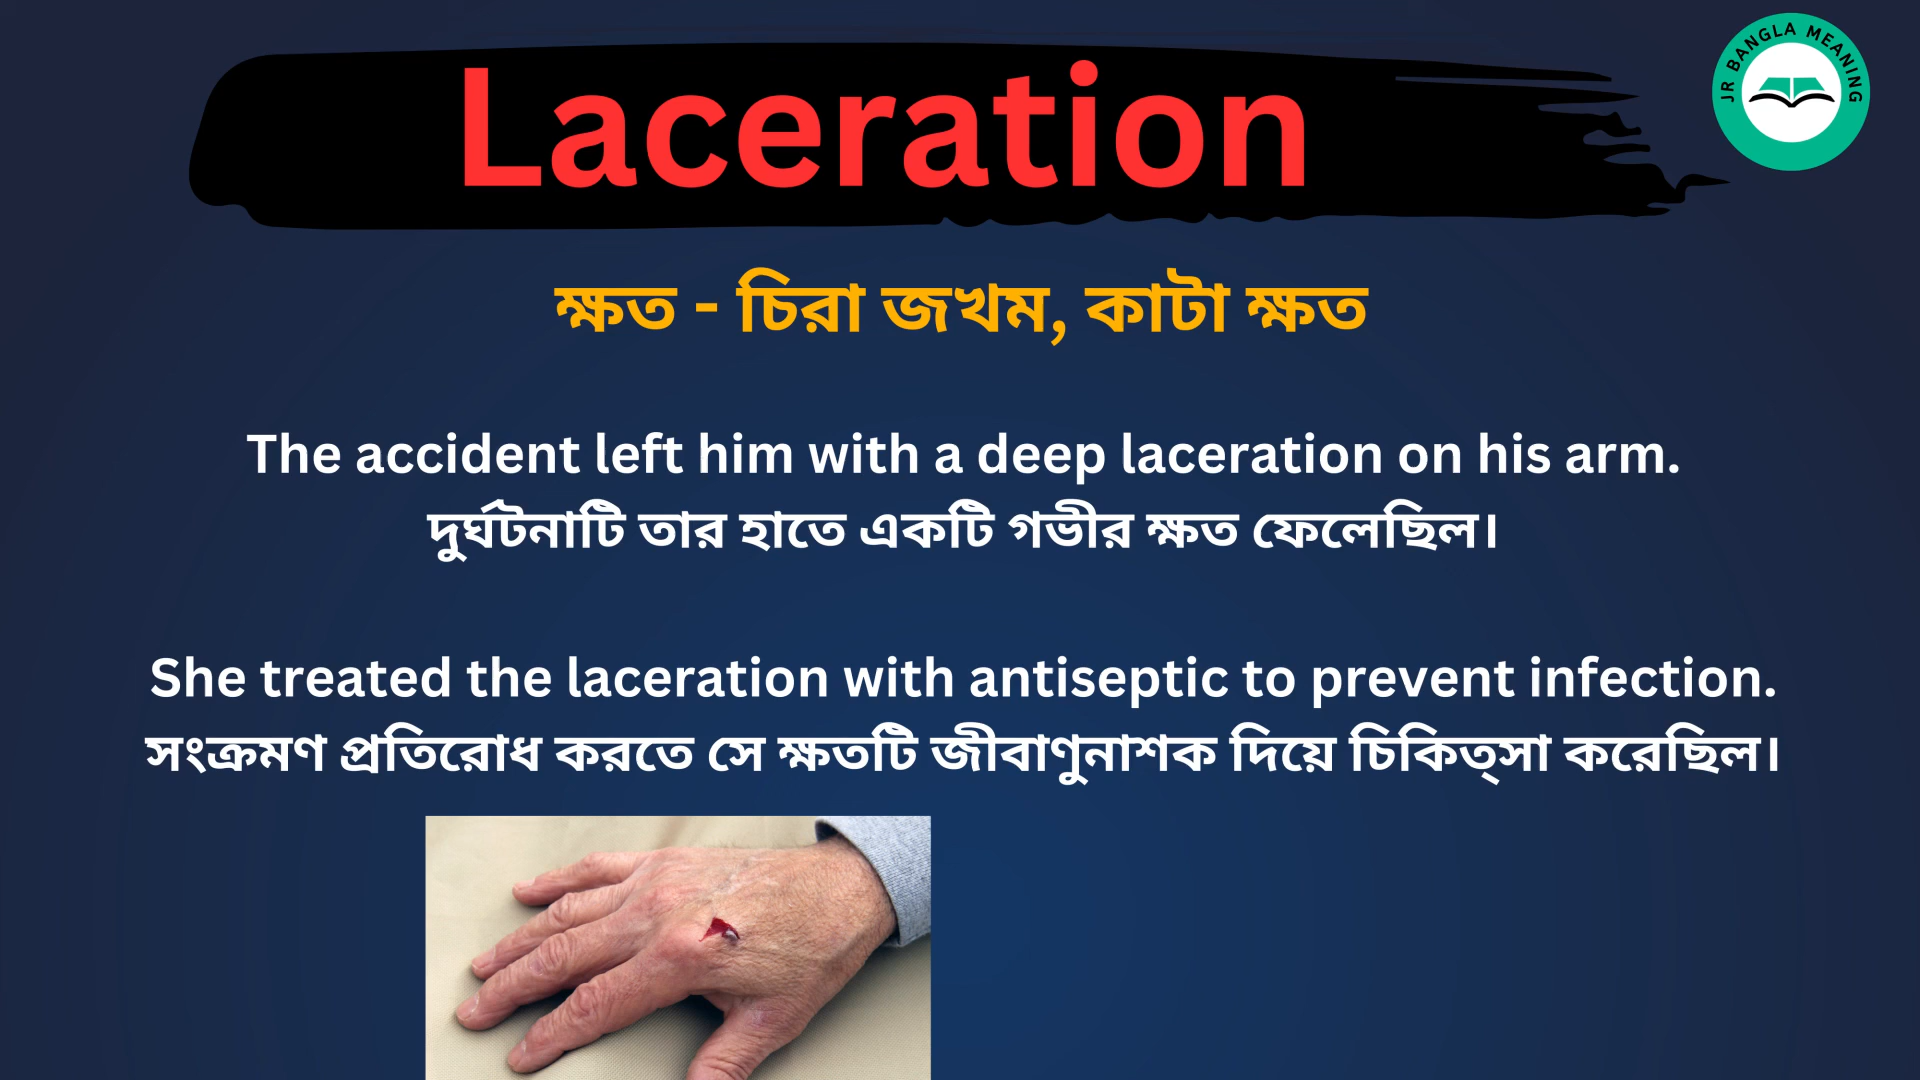 Laceration
JR BANGLA MEANING
ক্ষত - চিরা জখম, কাটা ক্ষত
The accident left him with a deep laceration on his arm.
দুর্ঘটনাটি তার হাতে একটি গভীর ক্ষত ফেলেছিল।
She treated the laceration with antiseptic to prevent infection.
সংক্রমণ প্রতিরোধ করতে সে ক্ষতটি জীবাণুনাশক দিয়ে চিকিত্সা করেছিল।